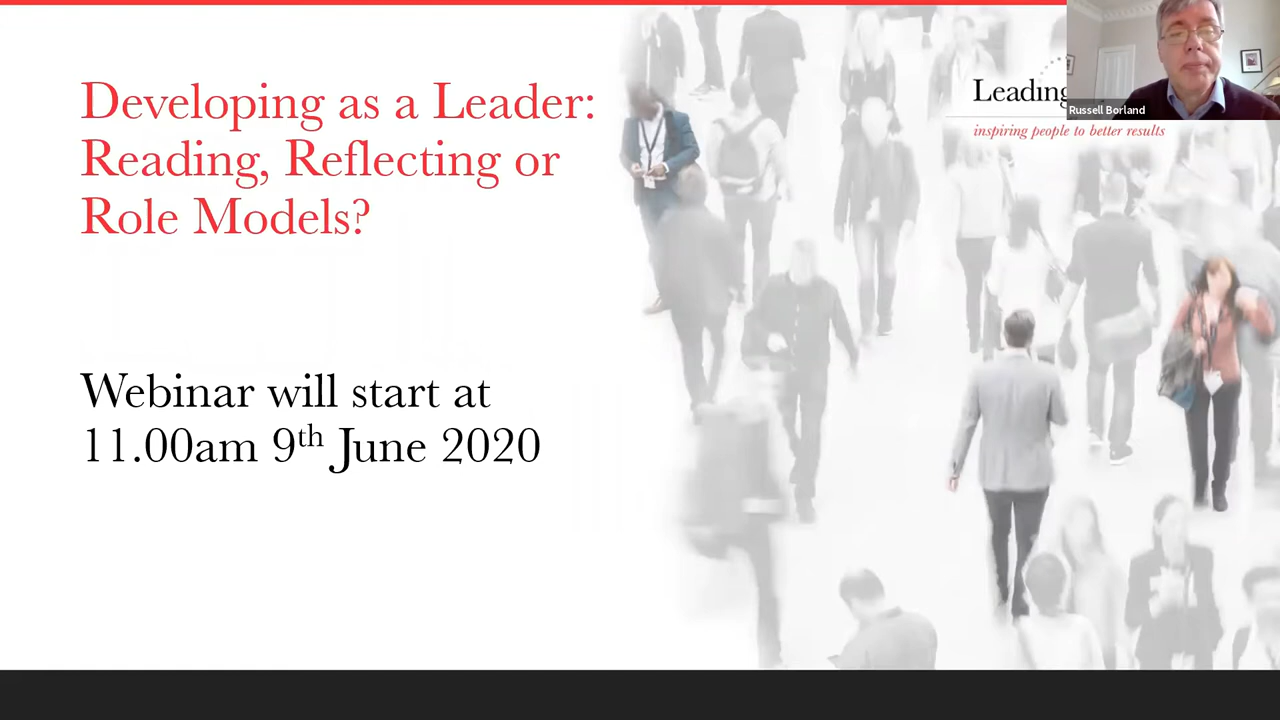 Developing as a Leader:
Reading, Reflecting or
Role Models?
Webinar will start at
11.00am 9th June 2020
Leading
inspiring people to better results
Russell Borland